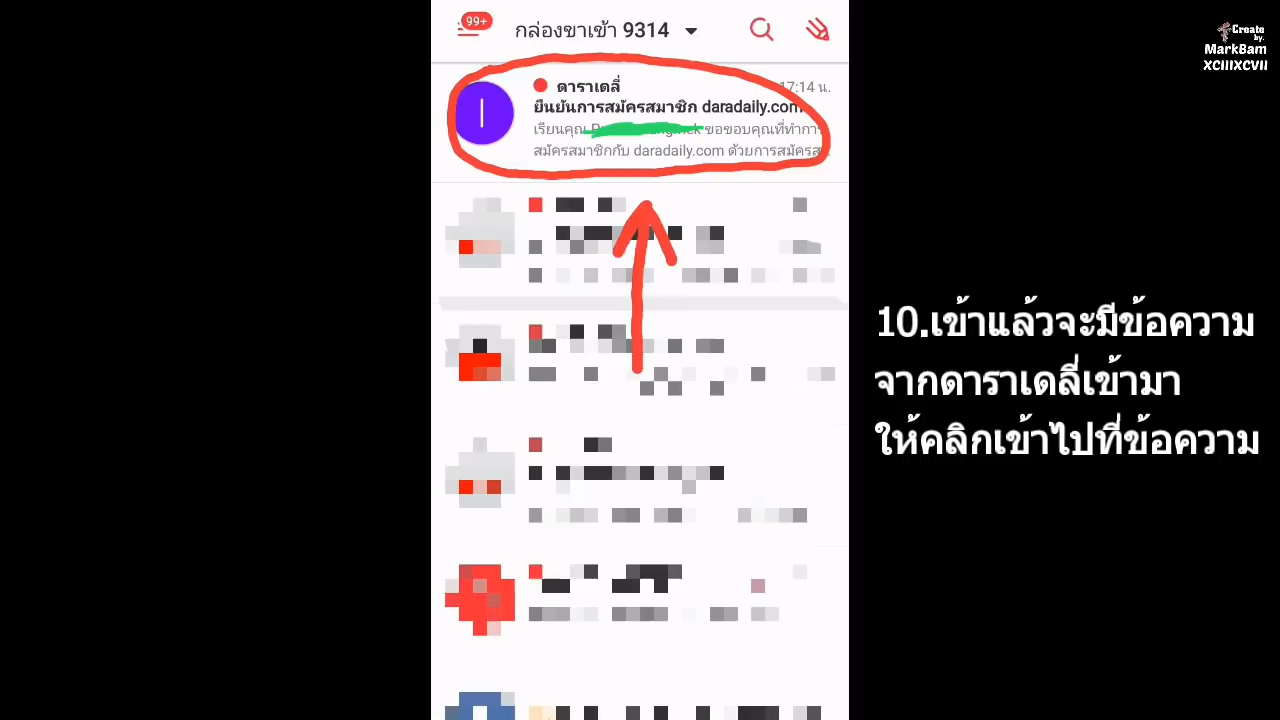 99+
กล่องขาเข้า 9314
Create
by.
MarkBam
XCIIIXCVII
ดาราเดลี่
17:14 น.
ยืนยันการสมัครสมาชิก daradaily.com
เรียนคุณ ขอขอบคุณที่ทำกา
สมัครสมาชิกกับ daradaily.com ด้วยการสมัครส
10.เข้าแล้วจะมีข้อความ
จากดาราเดลี่เข้ามา
ให้คลิกเข้าไปที่ข้อความ